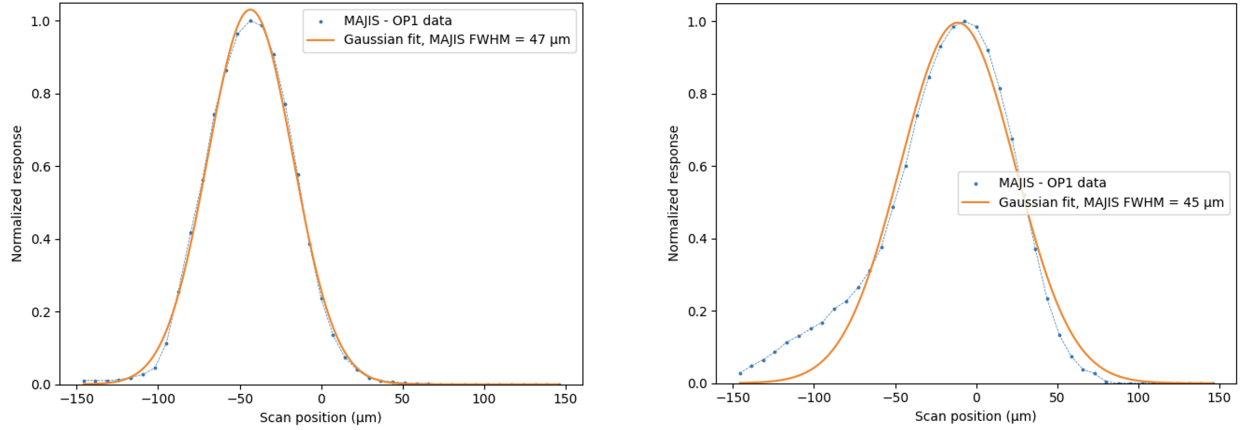 MAJIS - OP1 data
Gaussian fit, MAJIS FWHM = 47 µm
Normalized response
1.0
0.8
0.6
0.4
0.2
0.0
−150 −100 −50 0 50 100 150
Scan position (µm)
MAJIS - OP1 data
Gaussian fit, MAJIS FWHM = 45 µm
Normalized response
1.0
0.8
0.6
0.4
0.2
0.0
−150 −100 −50 0 50 100 150
Scan position (µm)